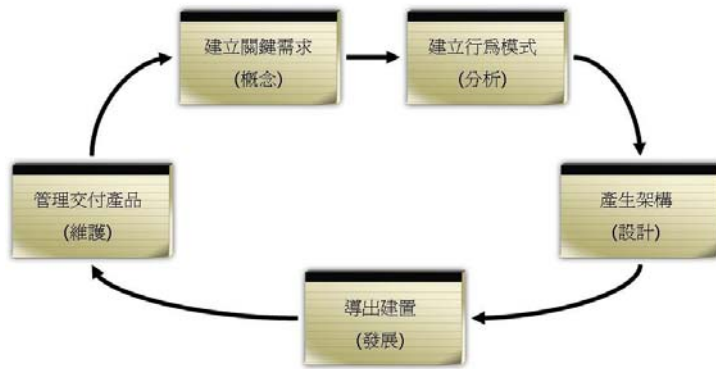 建立關鍵需求
(概念)
建立行為模式
(分析)
產生架構
(設計)
導出建置
(發展)
管理交付產品
(維護)